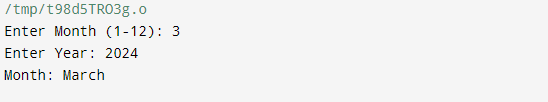 /tmp/t98d5TRO3g.o
Enter Month (1-12): 3
Enter Year: 2024
Month: March